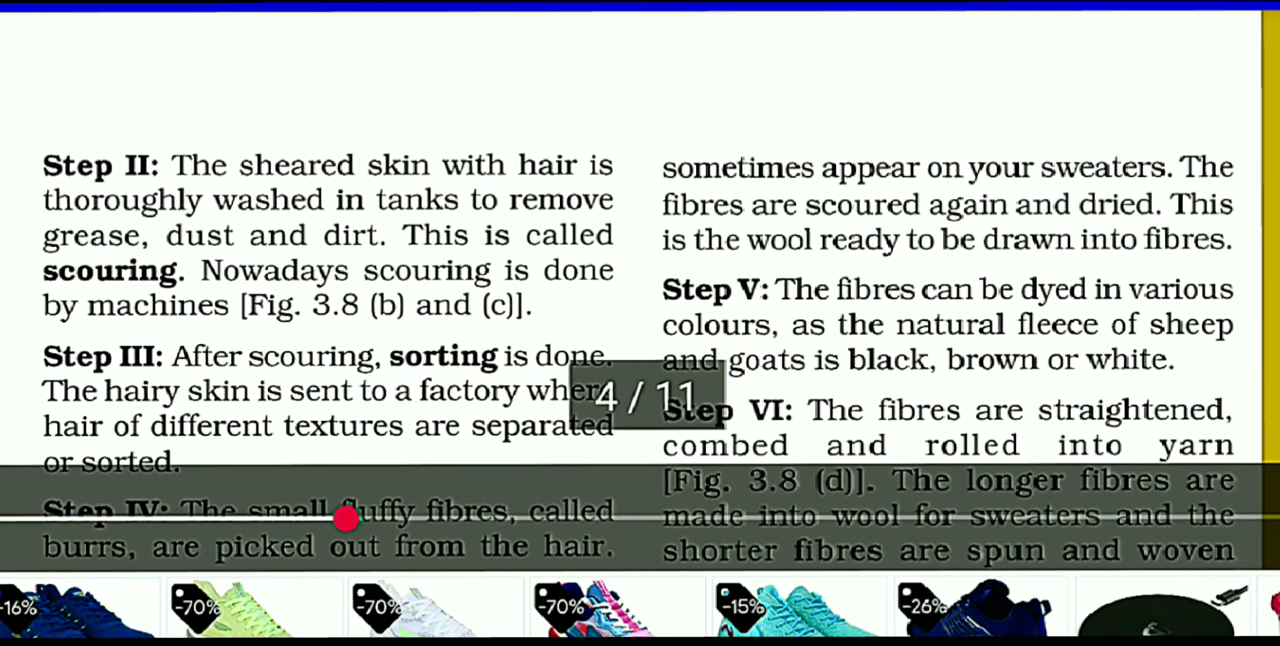 Step II: The sheared skin with hair is
thoroughly washed in tanks to remove
grease, dust and dirt. This is called
scouring. Nowadays scouring is done
by machines [Fig. 3.8 (b) and (c)].
Step III: After scouring, sorting is done.
The hairy skin is sent to a factory where
hair of different textures are separated
or sorted.
Step IV: The small fluffy fibres, called
burrs, are picked out from the hair.
sometimes appear on your sweaters. The
fibres are scoured again and dried. This
is the wool ready to be drawn into fibres.
Step V: The fibres can be dyed in various
colours, as the natural fleece of sheep
and goats is black, brown or white.
Step VI: The fibres are straightened,
combed and rolled into yarn
[Fig. 3.8 (d)]. The longer fibres are
made into wool for sweaters and the
shorter fibres are spun and woven
4 / 11
-16%
-70%
-70%
-70%
-15%
-26%